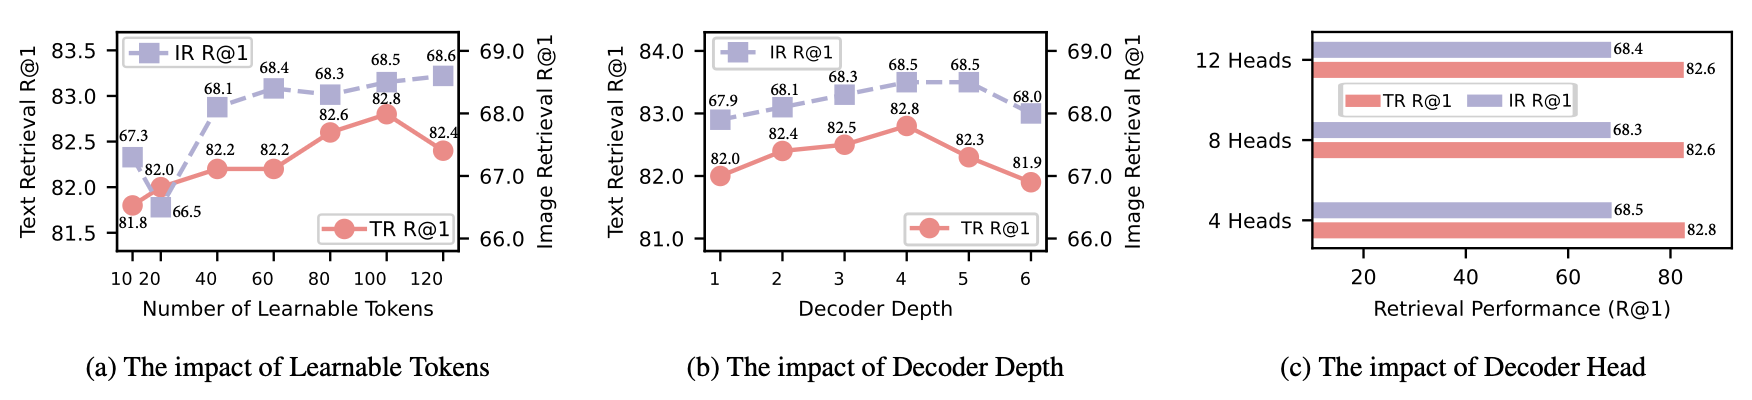 IR R@1
TR R@1
83.5
83.0
82.5
82.0
81.5
Text Retrieval R@1
69.0
68.0
67.0
66.0
Image Retrieval R@1
67.3
66.5
68.1
68.4
68.3
68.5
68.6
81.8
82.0
82.2
82.2
82.6
82.8
82.4
10 20 40 60 80 100 120
Number of Learnable Tokens
(a) The impact of Learnable Tokens
IR R@1
TR R@1
84.0
83.0
82.0
81.0
Text Retrieval R@1
69.0
68.0
67.0
66.0
Image Retrieval R@1
67.9
68.1
68.3
68.5
68.5
68.0
82.0
82.4
82.5
82.8
82.3
81.9
1 2 3 4 5 6
Decoder Depth
(b) The impact of Decoder Depth
12 Heads
68.4
82.6
TR R@1 IR R@1
8 Heads
68.3
82.6
4 Heads
68.5
82.8
20 40 60 80
Retrieval Performance (R@1)
(c) The impact of Decoder Head